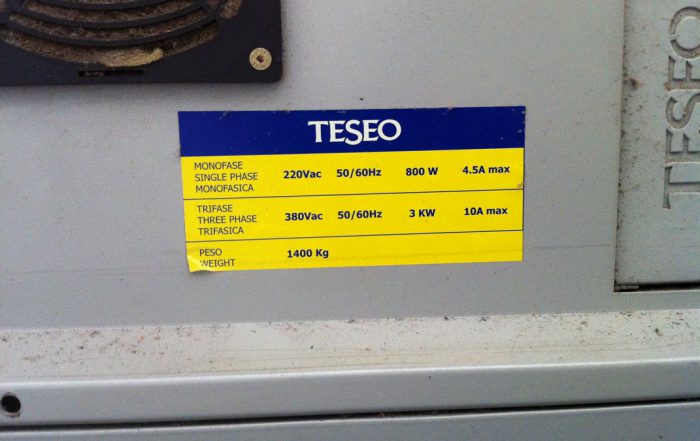 TESEO
MONOFASE
SINGLE PHASE 220Vac 50/60Hz 800 W 4.5A max
MONOFASICA
TRIFASE
THREE PHASE 380Vac 50/60Hz 3 KW 10A max
TRIFASICA
PESO 1400 Kg
WEIGHT
TESEO